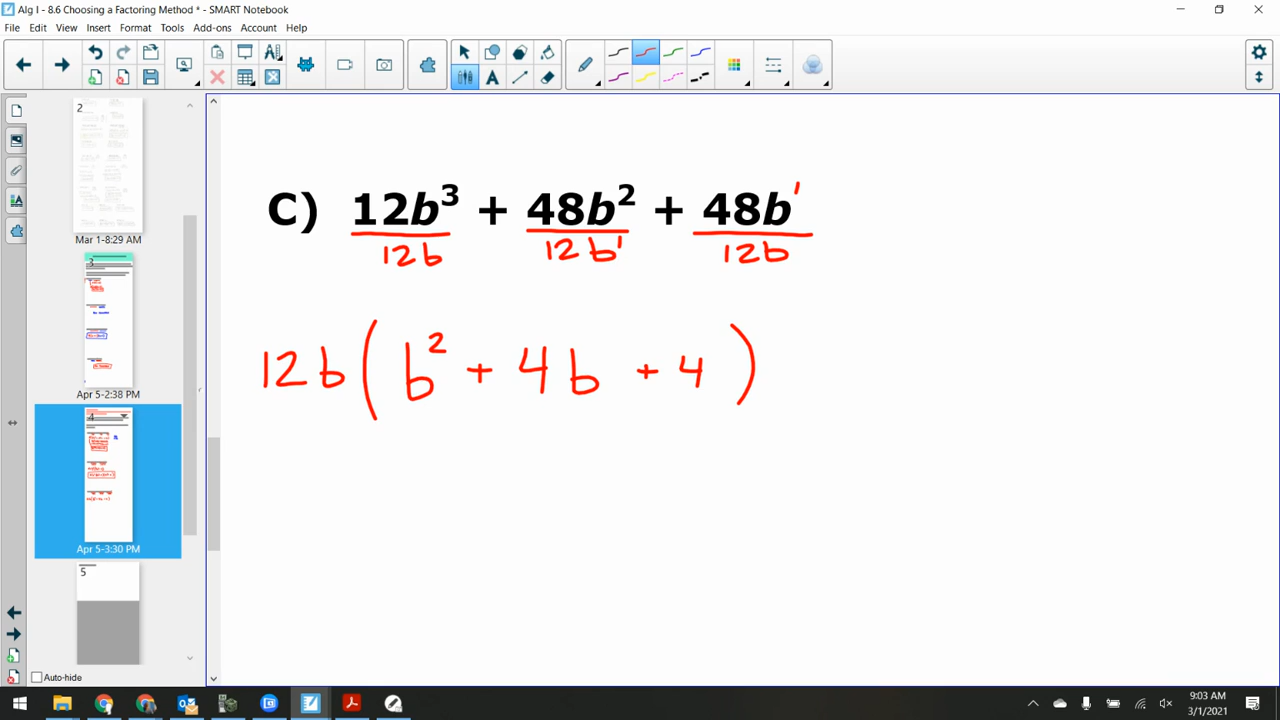 Alg I - 8.6 Choosing a Factoring Method * - SMART Notebook
File Edit View Insert Format Tools Add-ons Account Help
2
Mar 1-8:29 AM
3
Apr 5-2:38 PM
4
Apr 5-3:30 PM
5
Auto-hide
C) 12b³ + 48b² + 48b¹
12b 12b¹ 12b
12b(b² + 4b + 4)
9:03 AM
3/1/2021